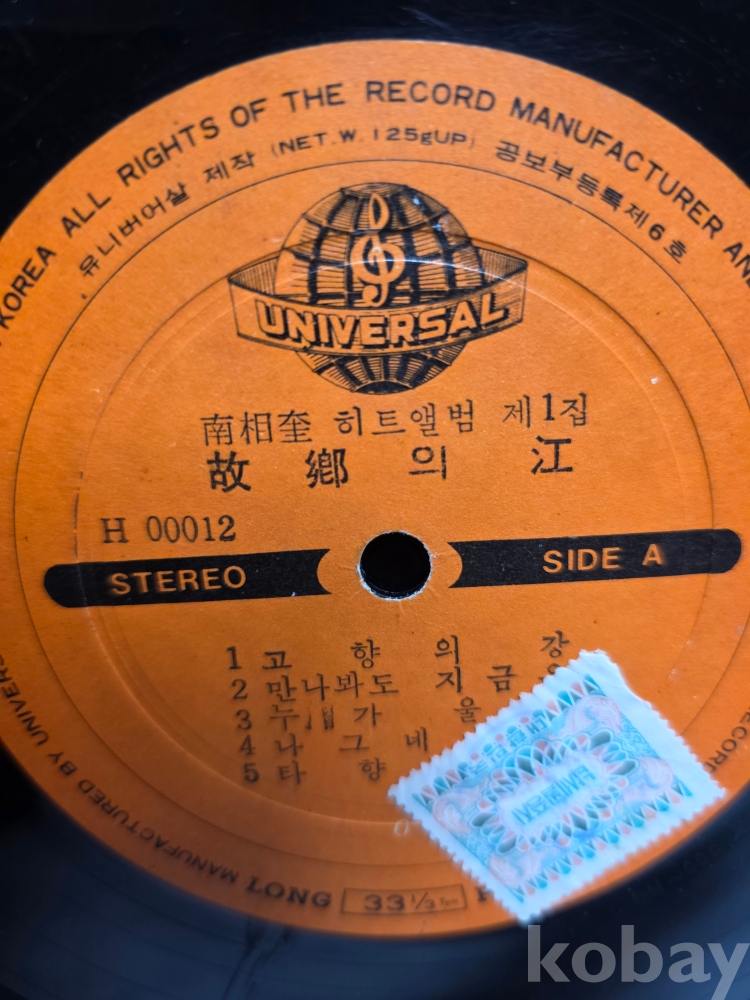 KOREA ALL RIGHTS OF THE RECORD MANUFACTURER AN
유니버어살 제작 (NET.W.125gUP) 공보부등록제6호
UNIVERSAL
南相奎 히트앨범 제1집
故鄕의 江
H 00012
STEREO SIDE A
1 고향의 강
2 만나봐도 지금
3 누가 울
4 나그네
5 타향
MANUFACTURED BY UNIVERS
LONG 33 1/3
kobay